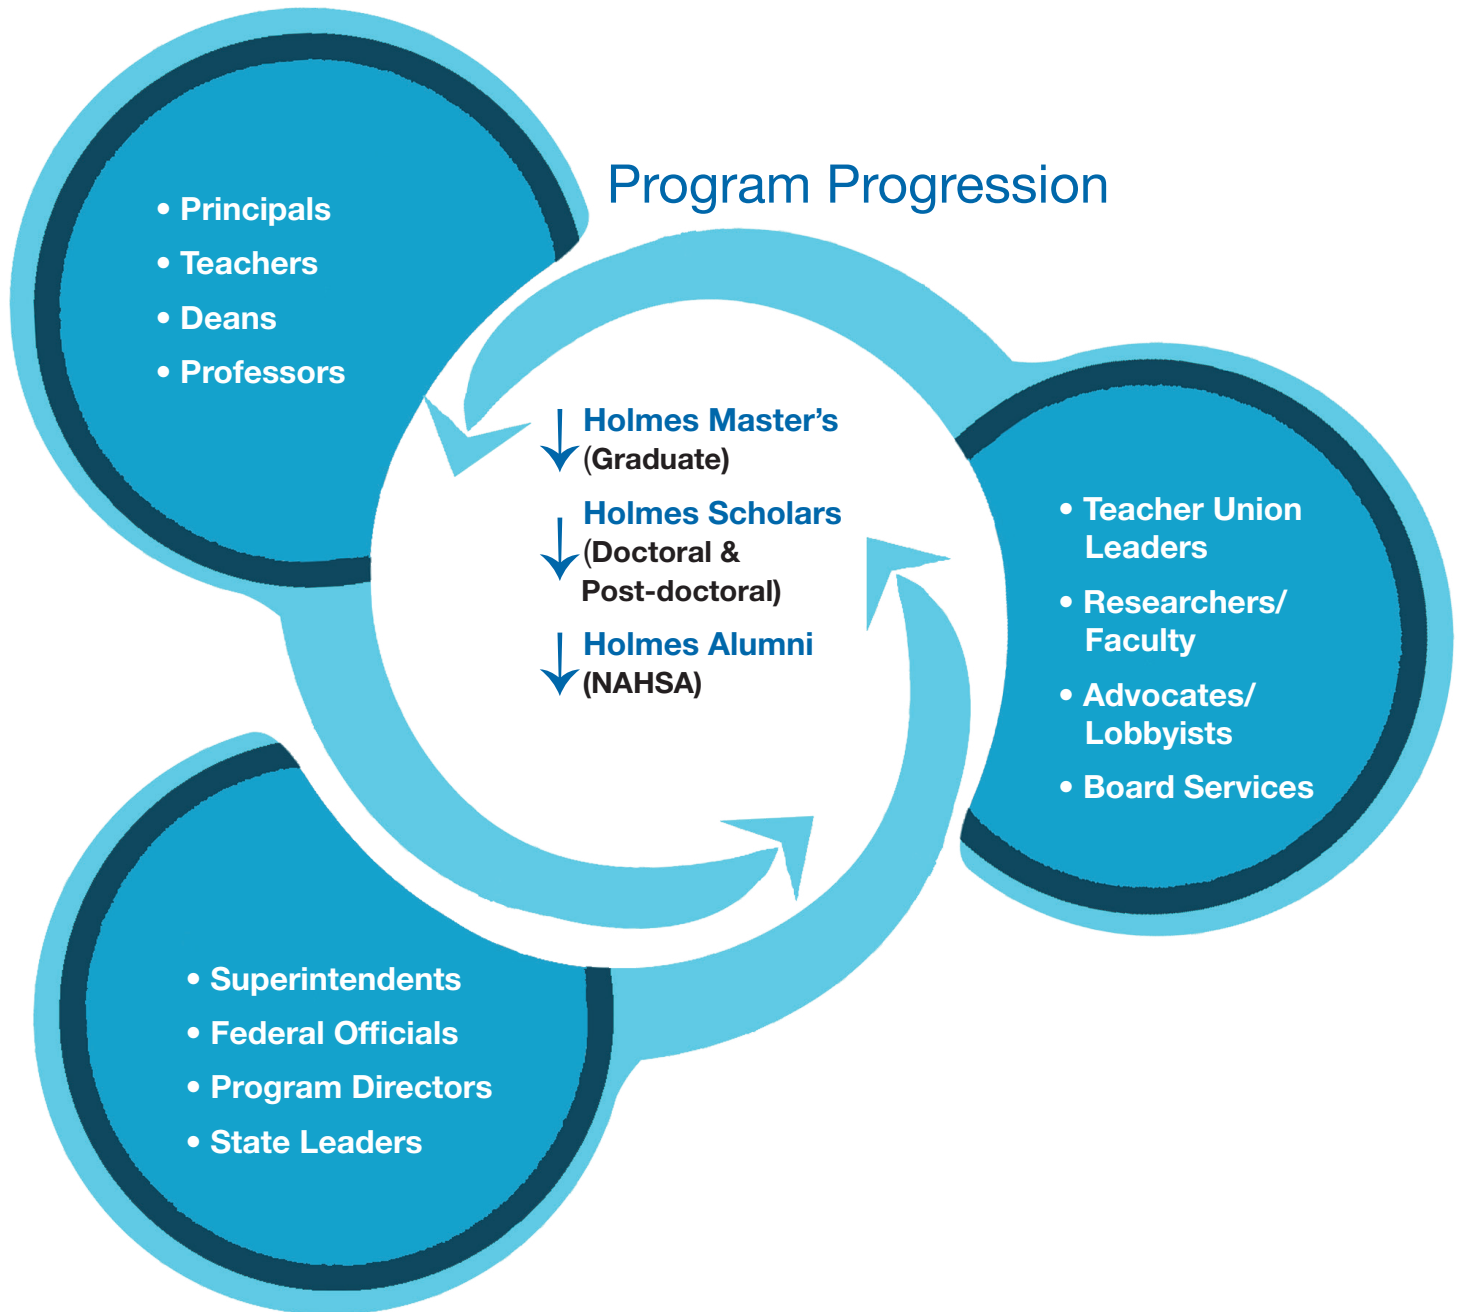 Program Progression
• Principals
• Teachers
• Deans
• Professors
Holmes Master’s
(Graduate)
Holmes Scholars
(Doctoral &
Post-doctoral)
Holmes Alumni
(NAHSA)
• Teacher Union
Leaders
• Researchers/
Faculty
• Advocates/
Lobbyists
• Board Services
• Superintendents
• Federal Officials
• Program Directors
• State Leaders